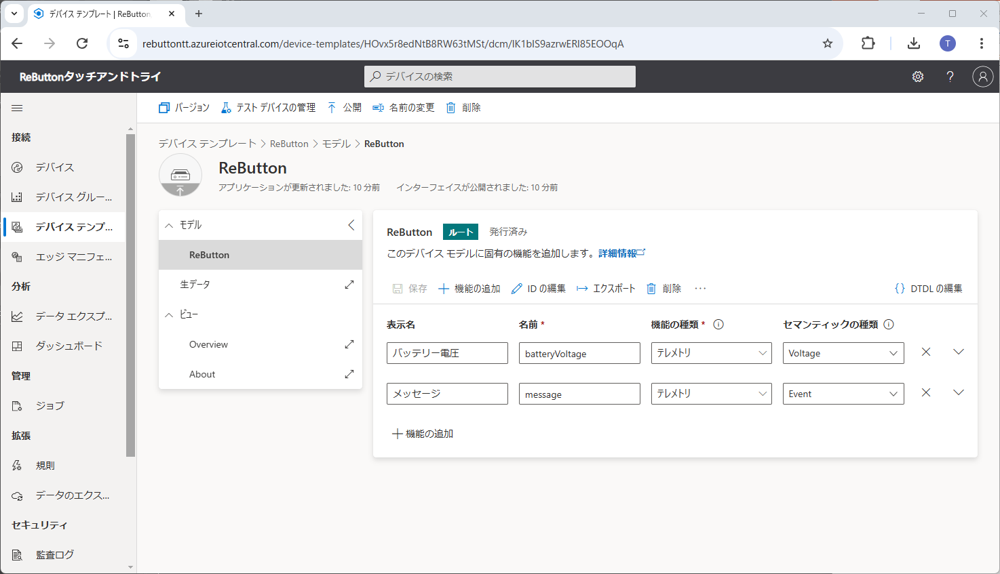 デバイス テンプレート | ReButton
rebuttontt.azureiotcentral.com/device-templates/HOvx5r8edNtB8RW63tMSt/dcm/IK1bIS9azrwERI85EOOqA
T
ReButtonタッチアンドトライ
デバイスの検索
バージョン
テスト デバイスの管理
公開
名前の変更
削除
接続
デバイス
デバイス グルー...
デバイス テンプ...
エッジ マニフェ...
分析
データ エクスプ...
ダッシュボード
管理
ジョブ
拡張
規則
データのエクス...
セキュリティ
監査ログ
デバイス テンプレート > ReButton > モデル > ReButton
ReButton
アプリケーションが更新されました: 10 分前 インターフェイスが公開されました: 10 分前
モデル
ReButton
生データ
ビュー
Overview
About
ReButton ルート 発行済み
このデバイス モデルに固有の機能を追加します。詳細情報
保存 機能の追加 ID の編集 エクスポート 削除 ... {} DTDL の編集
表示名 名前 * 機能の種類 * セマンティックの種類
バッテリー電圧 batteryVoltage テレメトリ Voltage
メッセージ message テレメトリ Event
機能の追加